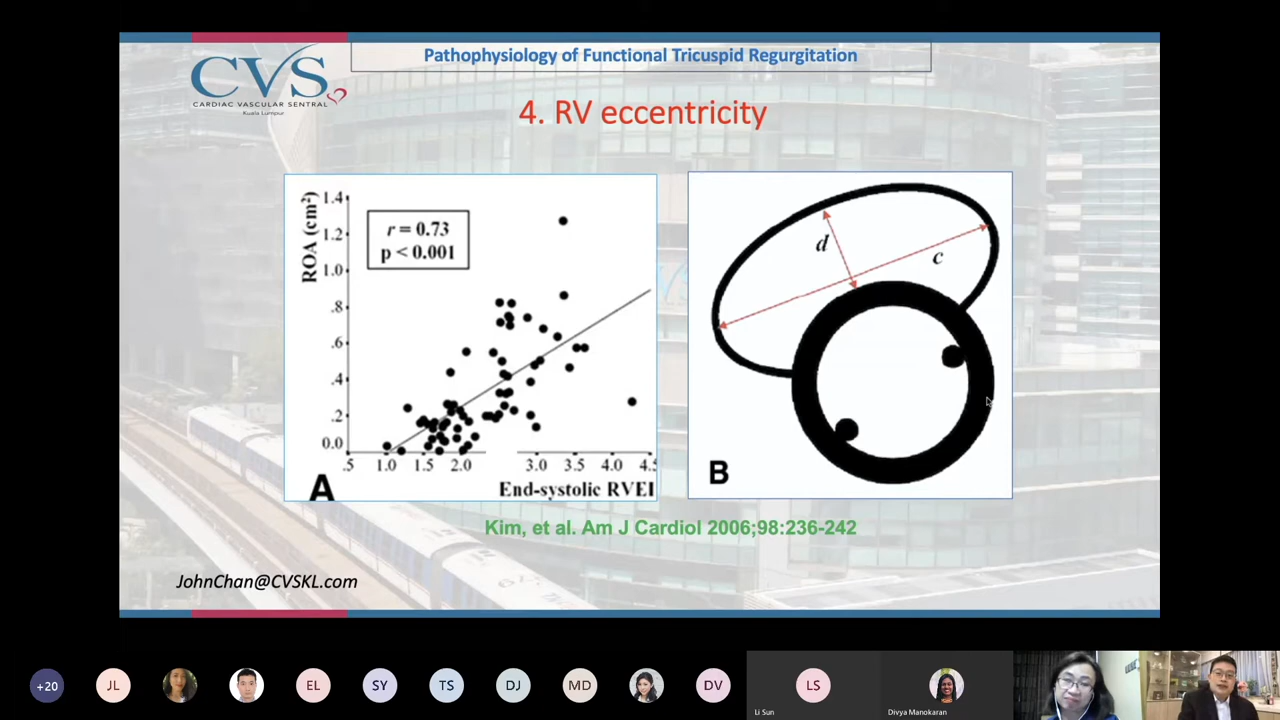 Pathophysiology of Functional Tricuspid Regurgitation
CVS
CARDIAC VASCULAR SENTRAL
Kuala Lumpur
4. RV eccentricity
ROA (cm²)
1.4
1.2
1.0
.8
.6
.4
.2
0.0
r = 0.73
p < 0.001
.5 1.0 1.5 2.0 3.0 3.5 4.0 4.5
End-systolic RVEI
A
d
c
B
Kim, et al. Am J Cardiol 2006;98:236-242
JohnChan@CVSKL.com
+20 JL EL SY TS DJ MD DV LS
Li Sun
Divya Manokaran